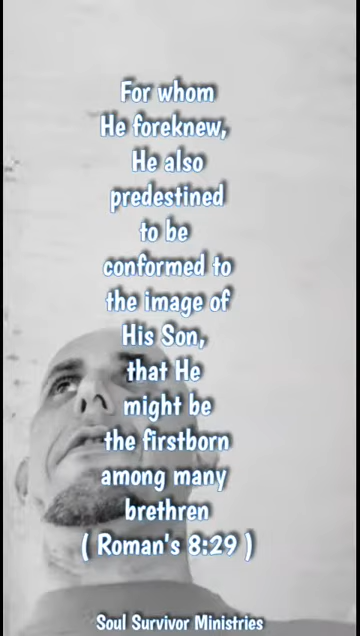 For whom
He foreknew,
He also
predestined
to be
conformed to
the image of
His Son,
that He
might be
the firstborn
among many
brethren
( Roman's 8:29 )
Soul Survivor Ministries